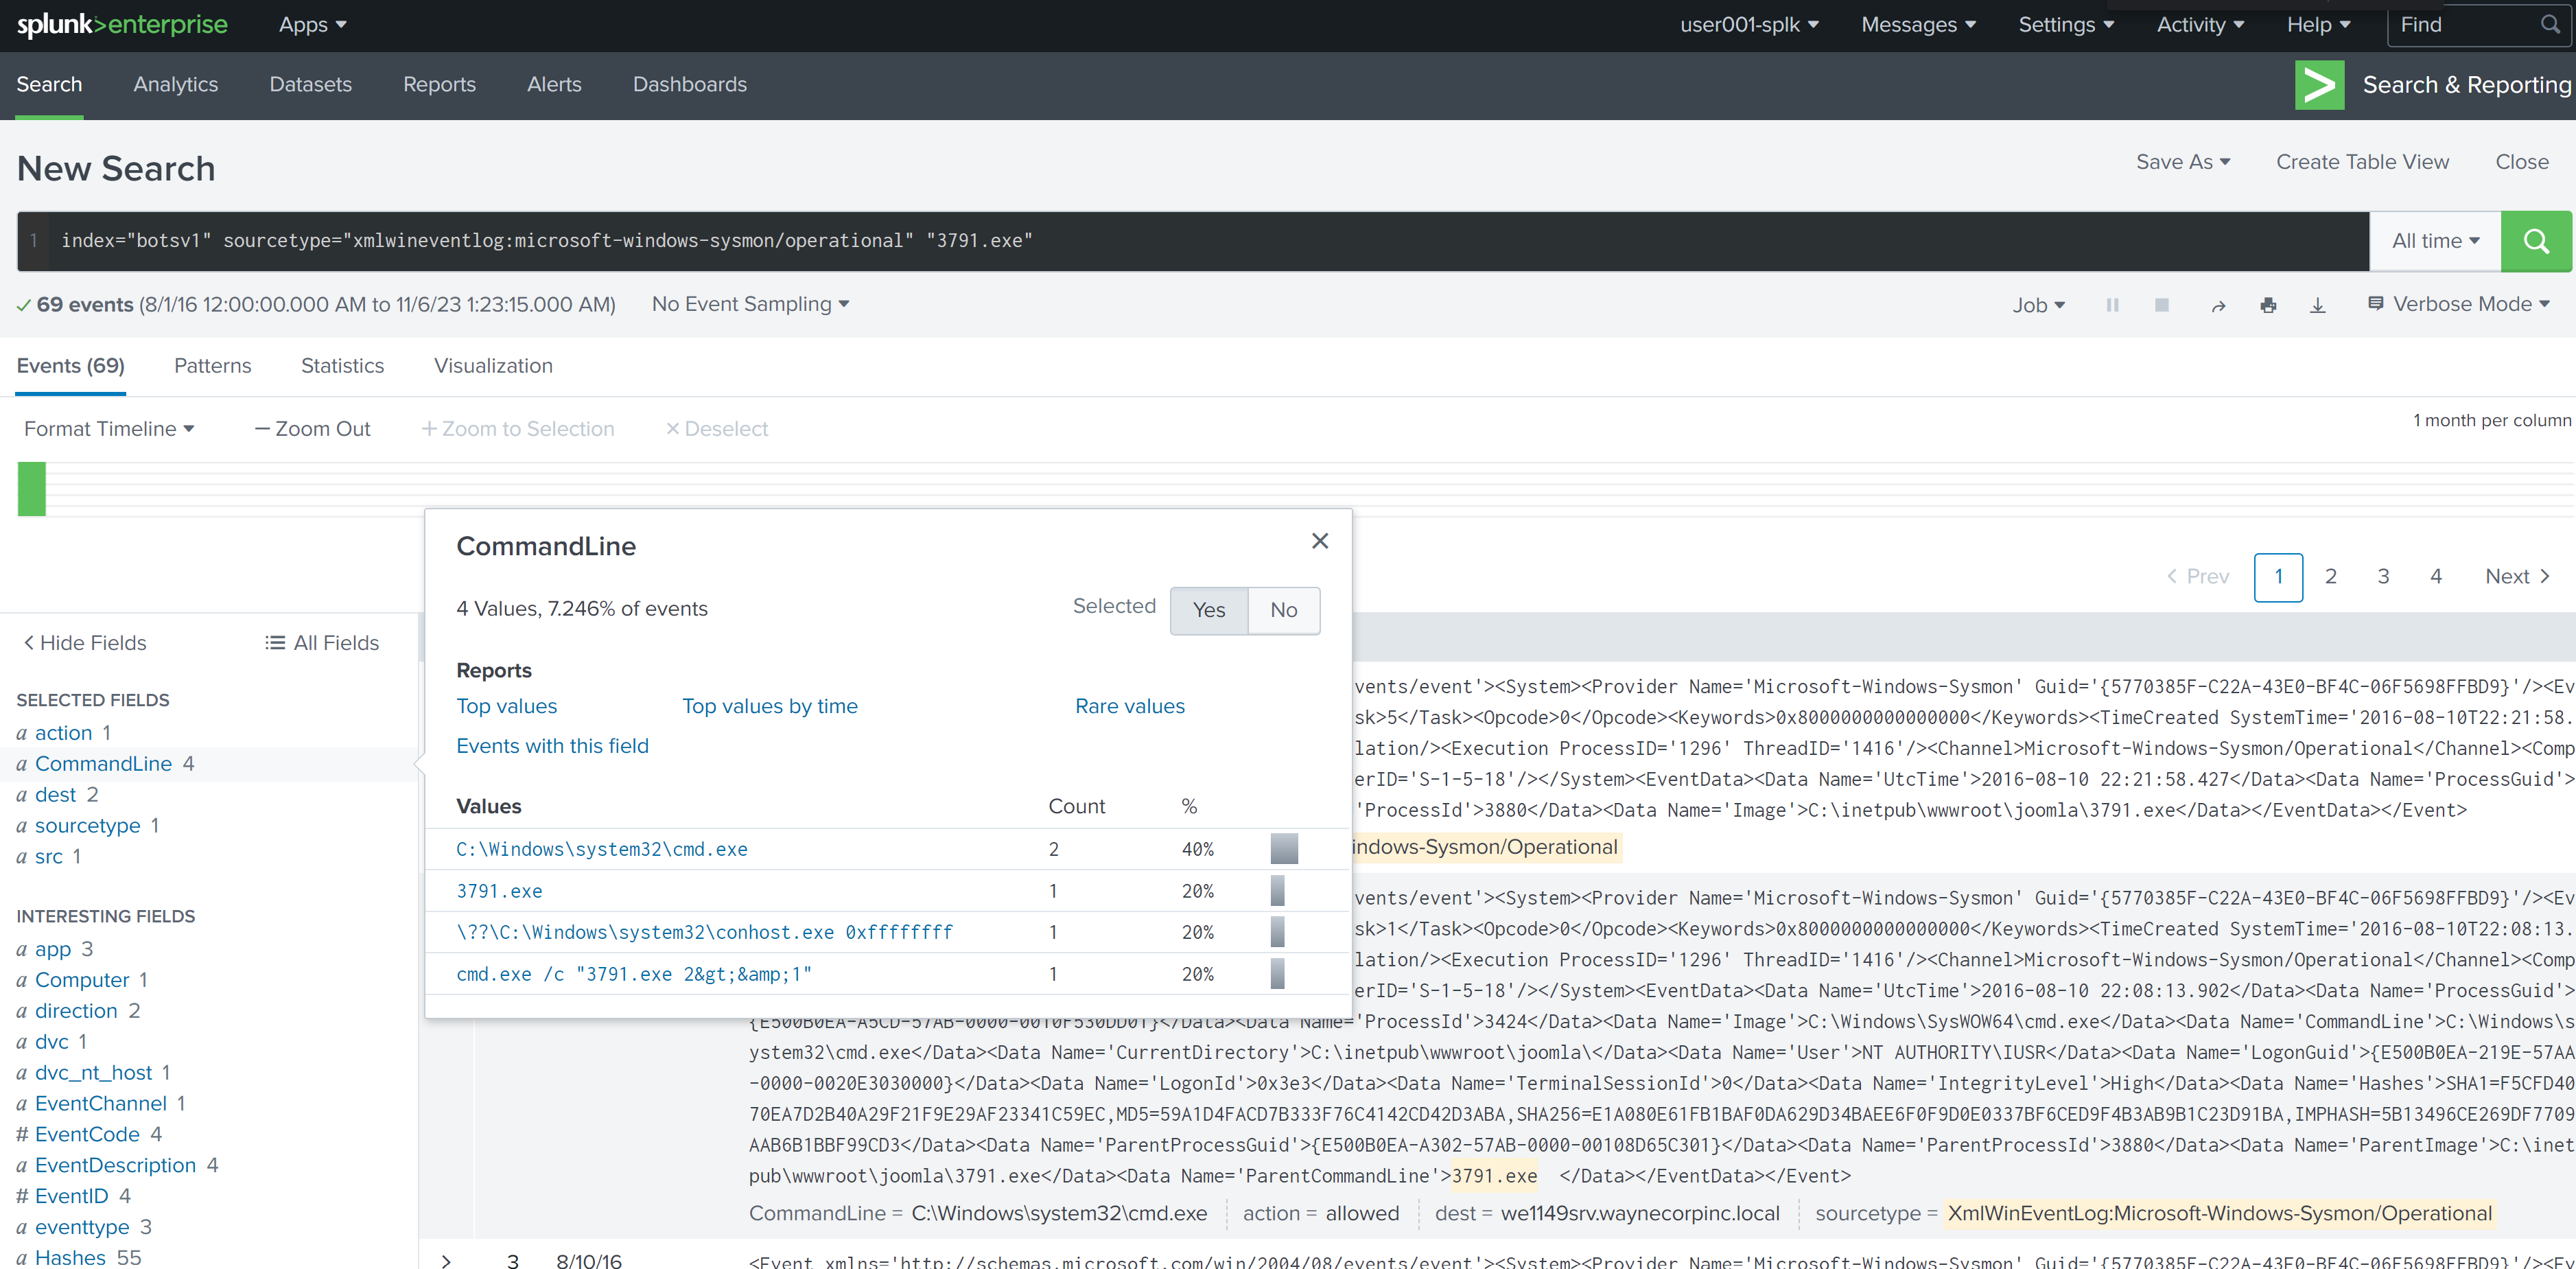 splunk>enterprise Apps user001-splk Messages Settings Activity Help Find
Search Analytics Datasets Reports Alerts Dashboards > Search & Reporting
New Search Save As Create Table View Close
1 index="botsv1" sourcetype="xmlwineventlog:microsoft-windows-sysmon/operational" "3791.exe" All time
✓ 69 events (8/1/16 12:00:00.000 AM to 11/6/23 1:23:15.000 AM) No Event Sampling Job Verbose Mode
Events (69) Patterns Statistics Visualization
Format Timeline — Zoom Out + Zoom to Selection × Deselect 1 month per column
CommandLine ×
4 Values, 7.246% of events Selected Yes No
Reports
Top values Top values by time Rare values
Events with this field
Values Count %
C:\Windows\system32\cmd.exe 2 40%
3791.exe 1 20%
\??\C:\Windows\system32\conhost.exe 0xffffffff 1 20%
cmd.exe /c "3791.exe 2&gt;&amp;1" 1 20%
< Prev 1 2 3 4 Next >
< Hide Fields All Fields
SELECTED FIELDS
a action 1
a CommandLine 4
a dest 2
a sourcetype 1
a src 1
INTERESTING FIELDS
a app 3
a Computer 1
a direction 2
a dvc 1
a dvc_nt_host 1
a EventChannel 1
# EventCode 4
a EventDescription 4
# EventID 4
a eventtype 3
a Hashes 55
vents/event'><System><Provider Name='Microsoft-Windows-Sysmon' Guid='{5770385F-C22A-43E0-BF4C-06F5698FFBD9}'/><Ev
sk>5</Task><Opcode>0</Opcode><Keywords>0x8000000000000000</Keywords><TimeCreated SystemTime='2016-08-10T22:21:58.
lation/><Execution ProcessID='1296' ThreadID='1416'/><Channel>Microsoft-Windows-Sysmon/Operational</Channel><Comp
erID='S-1-5-18'/></System><EventData><Data Name='UtcTime'>2016-08-10 22:21:58.427</Data><Data Name='ProcessGuid'>
'ProcessId'>3880</Data><Data Name='Image'>C:\inetpub\wwwroot\joomla\3791.exe</Data></EventData></Event>
indows-Sysmon/Operational
vents/event'><System><Provider Name='Microsoft-Windows-Sysmon' Guid='{5770385F-C22A-43E0-BF4C-06F5698FFBD9}'/><Ev
sk>1</Task><Opcode>0</Opcode><Keywords>0x8000000000000000</Keywords><TimeCreated SystemTime='2016-08-10T22:08:13.
lation/><Execution ProcessID='1296' ThreadID='1416'/><Channel>Microsoft-Windows-Sysmon/Operational</Channel><Comp
erID='S-1-5-18'/></System><EventData><Data Name='UtcTime'>2016-08-10 22:08:13.902</Data><Data Name='ProcessGuid'>
{E500B0EA-A5CD-57AB-0000-0010F530DD01}</Data><Data Name='ProcessId'>3424</Data><Data Name='Image'>C:\Windows\SysWOW64\cmd.exe</Data><Data Name='CommandLine'>C:\Windows\s
ystem32\cmd.exe</Data><Data Name='CurrentDirectory'>C:\inetpub\wwwroot\joomla\</Data><Data Name='User'>NT AUTHORITY\IUSR</Data><Data Name='LogonGuid'>{E500B0EA-219E-57AA
-0000-0020E3030000}</Data><Data Name='LogonId'>0x3e3</Data><Data Name='TerminalSessionId'>0</Data><Data Name='IntegrityLevel'>High</Data><Data Name='Hashes'>SHA1=F5CFD40
70EA7D2B40A29F21F9E29AF23341C59EC,MD5=59A1D4FACD7B333F76C4142CD42D3ABA,SHA256=E1A080E61FB1BAF0DA629D34BAEE6F0F9D0E0337BF6CED9F4B3AB9B1C23D91BA,IMPHASH=5B13496CE269DF7709
AAB6B1BBF99CD3</Data><Data Name='ParentProcessGuid'>{E500B0EA-A302-57AB-0000-00108D65C301}</Data><Data Name='ParentProcessId'>3880</Data><Data Name='ParentImage'>C:\inet
pub\wwwroot\joomla\3791.exe</Data><Data Name='ParentCommandLine'>3791.exe </Data></EventData></Event>
CommandLine = C:\Windows\system32\cmd.exe action = allowed dest = we1149srv.waynecorpinc.local sourcetype = XmlWinEventLog:Microsoft-Windows-Sysmon/Operational
> 3 8/10/16 <Event xmlns='http://schemas.microsoft.com/win/2004/08/events/event'><System><Provider Name='Microsoft-Windows-Sysmon' Guid='{5770385F-C22A-43E0-BF4C-06F5698FFBD9}'/><Ev